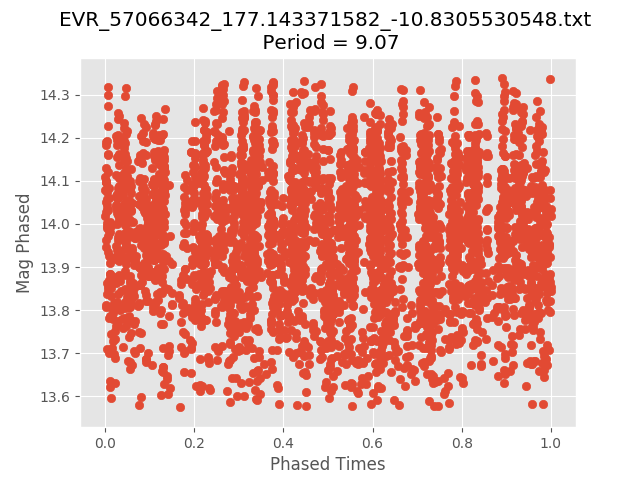 EVR_57066342_177.143371582_-10.8305530548.txt
Period = 9.07
Mag Phased
14.3
14.2
14.1
14.0
13.9
13.8
13.7
13.6
0.0 0.2 0.4 0.6 0.8 1.0
Phased Times